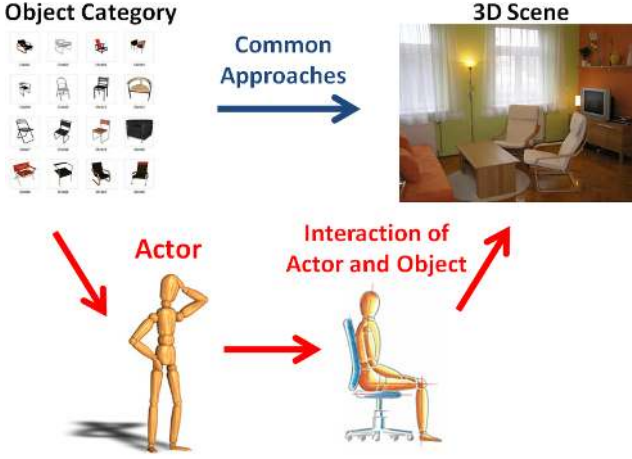 Object Category
3D Scene
Common
Approaches
Actor
Interaction of
Actor and Object